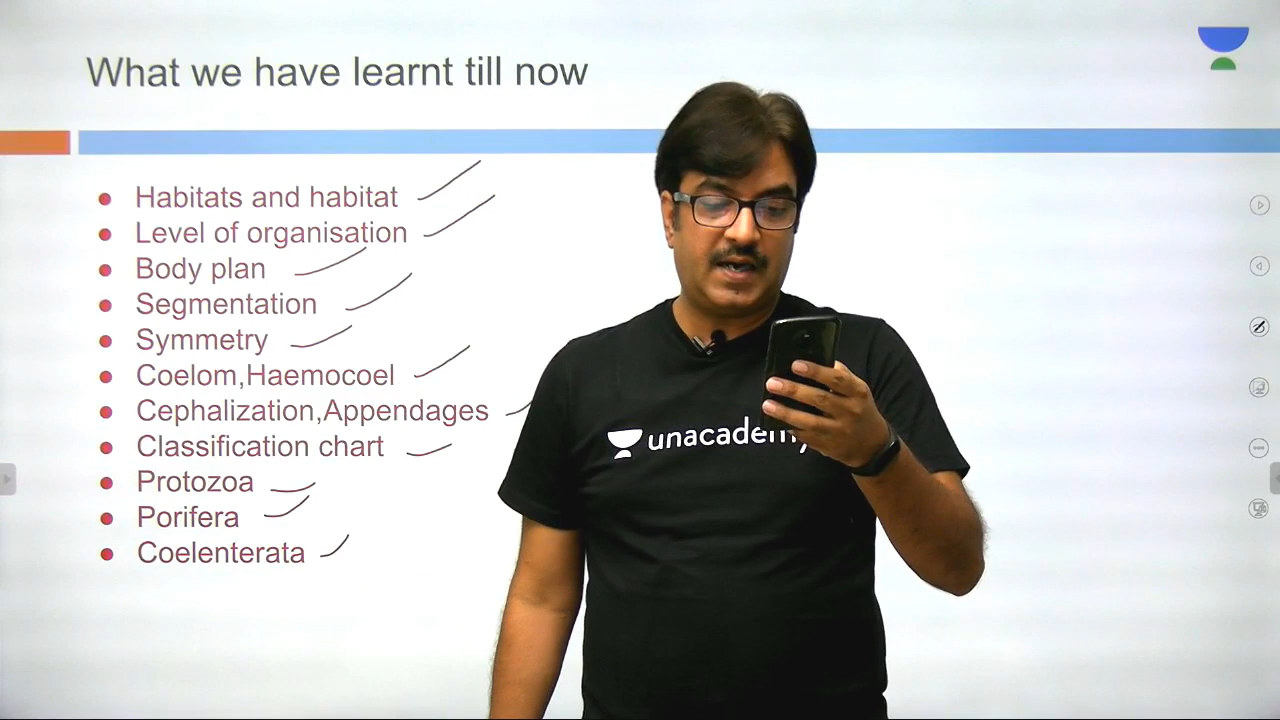 What we have learnt till now
Habitats and habitat
Level of organisation
Body plan
Segmentation
Symmetry
Coelom,Haemocoel
Cephalization,Appendages
Classification chart
Protozoa
Porifera
Coelenterata
unacademy